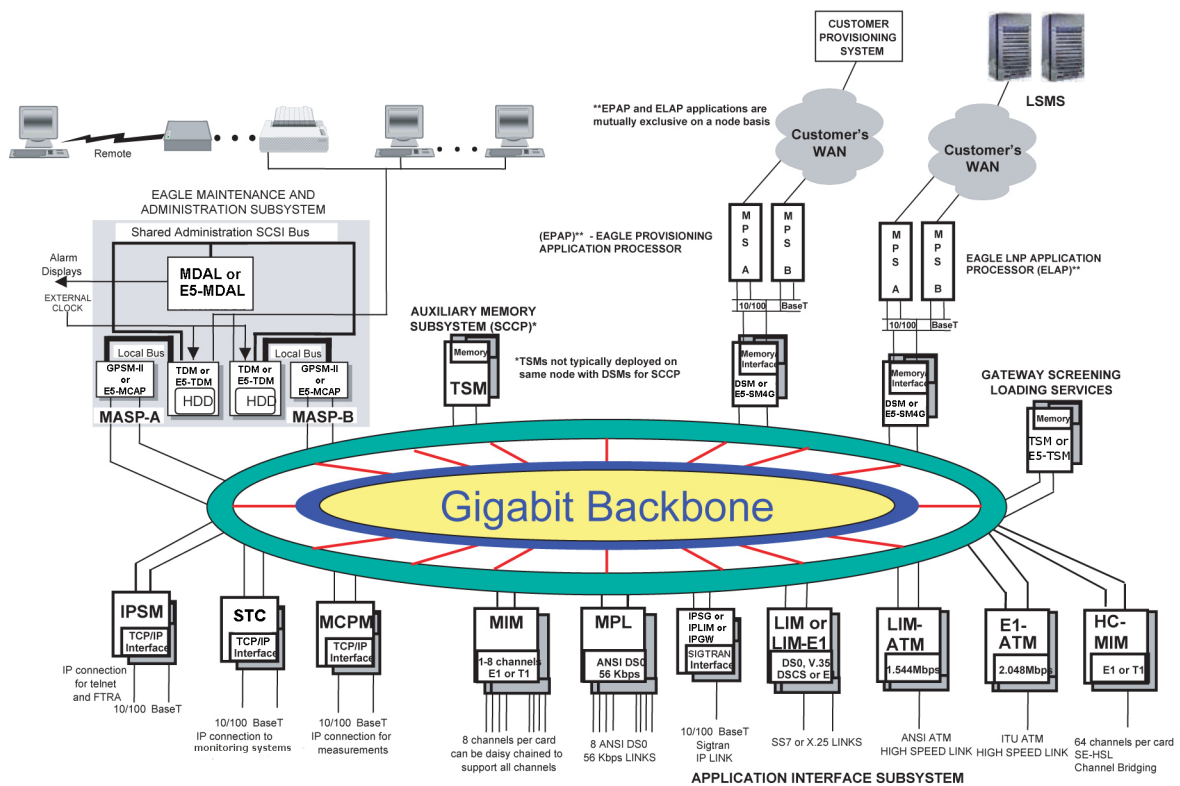 CUSTOMER
PROVISIONING
SYSTEM
LSMS
**EPAP and ELAP applications are
mutually exclusive on a node basis
Customer's
WAN
Customer's
WAN
Remote
EAGLE MAINTENANCE AND
ADMINISTRATION SUBSYSTEM
Shared Administration SCSI Bus
Alarm
Displays
MDAL or
E5-MDAL
EXTERNAL
CLOCK
Local Bus
Local Bus
GPSM-II
or
E5-MCAP
TDM or
E5-TDM
HDD
TDM or
E5-TDM
HDD
GPSM-II
or
E5-MCAP
MASP-A
MASP-B
(EPAP)** - EAGLE PROVISIONING
APPLICATION PROCESSOR
M
P
S
A
M
P
S
B
10/100
BaseT
M
P
S
A
M
P
S
B
10/100
BaseT
EAGLE LNP APPLICATION
PROCESSOR (ELAP)**
AUXILIARY MEMORY
SUBSYSTEM (SCCP)*
Memory
TSM
*TSMs not typically deployed on
same node with DSMs for SCCP
Memory/
Interface
DSM or
E5-SM4G
Memory/
Interface
DSM or
E5-SM4G
GATEWAY SCREENING
LOADING SERVICES
Memory
TSM or
E5-TSM
Gigabit Backbone
IPSM
TCP/IP
Interface
IP connection
for telnet
and FTRA
10/100 BaseT
STC
TCP/IP
Interface
10/100 BaseT
IP connection to
monitoring systems
MCPM
TCP/IP
Interface
10/100 BaseT
IP connection for
measurements
MIM
1-8 channels
E1 or T1
8 channels per card
can be daisy chained to
support all channels
MPL
ANSI DS0
56 Kbps
8 ANSI DS0
56 Kbps LINKS
IPSG or
IPLIM or
IPGW
SIGTRAN
Interface
10/100 BaseT
Sigtran
IP LINK
LIM or
LIM-E1
DS0, V.35
DSCS or E
SS7 or X.25 LINKS
LIM-
ATM
1.544Mbps
ANSI ATM
HIGH SPEED LINK
E1-
ATM
2.048Mbps
ITU ATM
HIGH SPEED LINK
HC-
MIM
E1 or T1
64 channels per card
SE-HSL
Channel Bridging
APPLICATION INTERFACE SUBSYSTEM